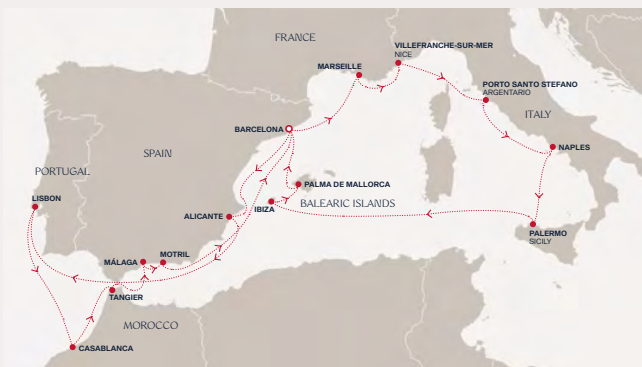 FRANCE
VILLEFRANCHE-SUR-MER
NICE
MARSEILLE
PORTO SANTO STEFANO
ARGENTARIO
ITALY
BARCELONA
NAPLES
SPAIN
PORTUGAL
PALMA DE MALLORCA
LISBON
BALEARIC ISLANDS
IBIZA
ALICANTE
PALERMO
SICILY
MOTRIL
MÁLAGA
TANGIER
MOROCCO
CASABLANCA